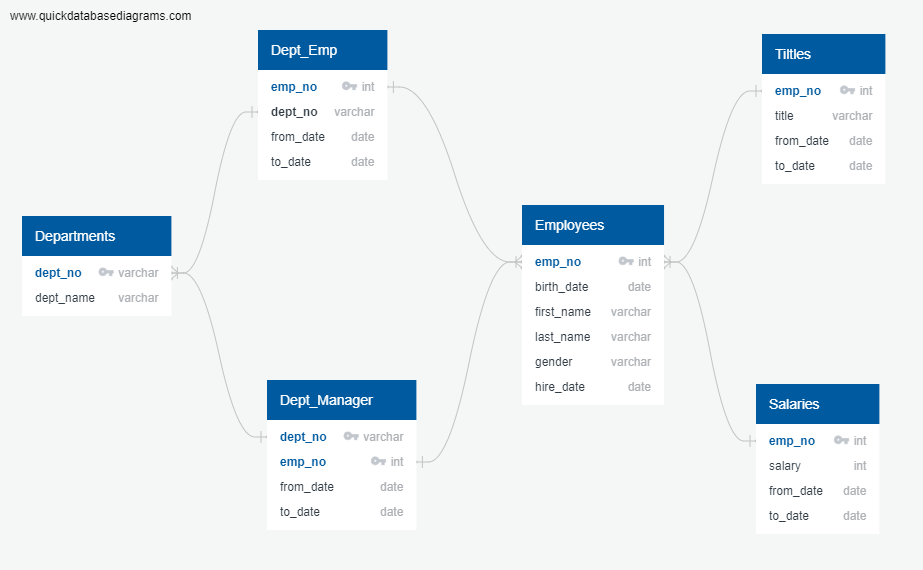 www.quickdatabasediagrams.com
Dept_Emp
emp_no int
dept_no varchar
from_date date
to_date date
Tiltles
emp_no int
title varchar
from_date date
to_date date
Departments
dept_no varchar
dept_name varchar
Employees
emp_no int
birth_date date
first_name varchar
last_name varchar
gender varchar
hire_date date
Dept_Manager
dept_no varchar
emp_no int
from_date date
to_date date
Salaries
emp_no int
salary int
from_date date
to_date date